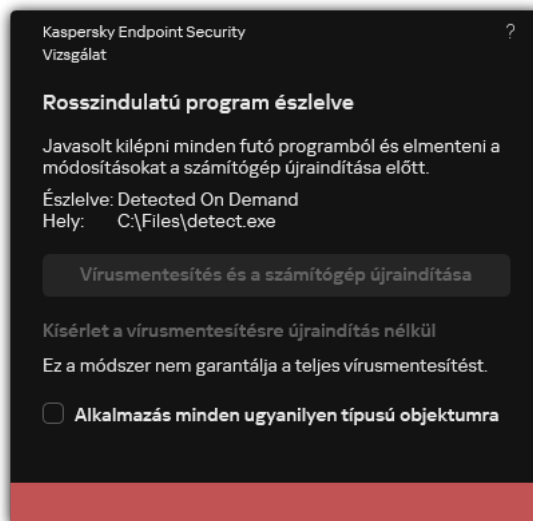 Kaspersky Endpoint Security
?
Vizsgálat
Rosszindulatú program észlelve
Javasolt kilépni minden futó programból és elmenteni a
módosításokat a számítógép újraindítása előtt.
Észlelve: Detected On Demand
Hely: C:\Files\detect.exe
Vírusmentesítés és a számítógép újraindítása
Kísérlet a vírusmentesítésre újraindítás nélkül
Ez a módszer nem garantálja a teljes vírusmentesítést.
Alkalmazás minden ugyanilyen típusú objektumra